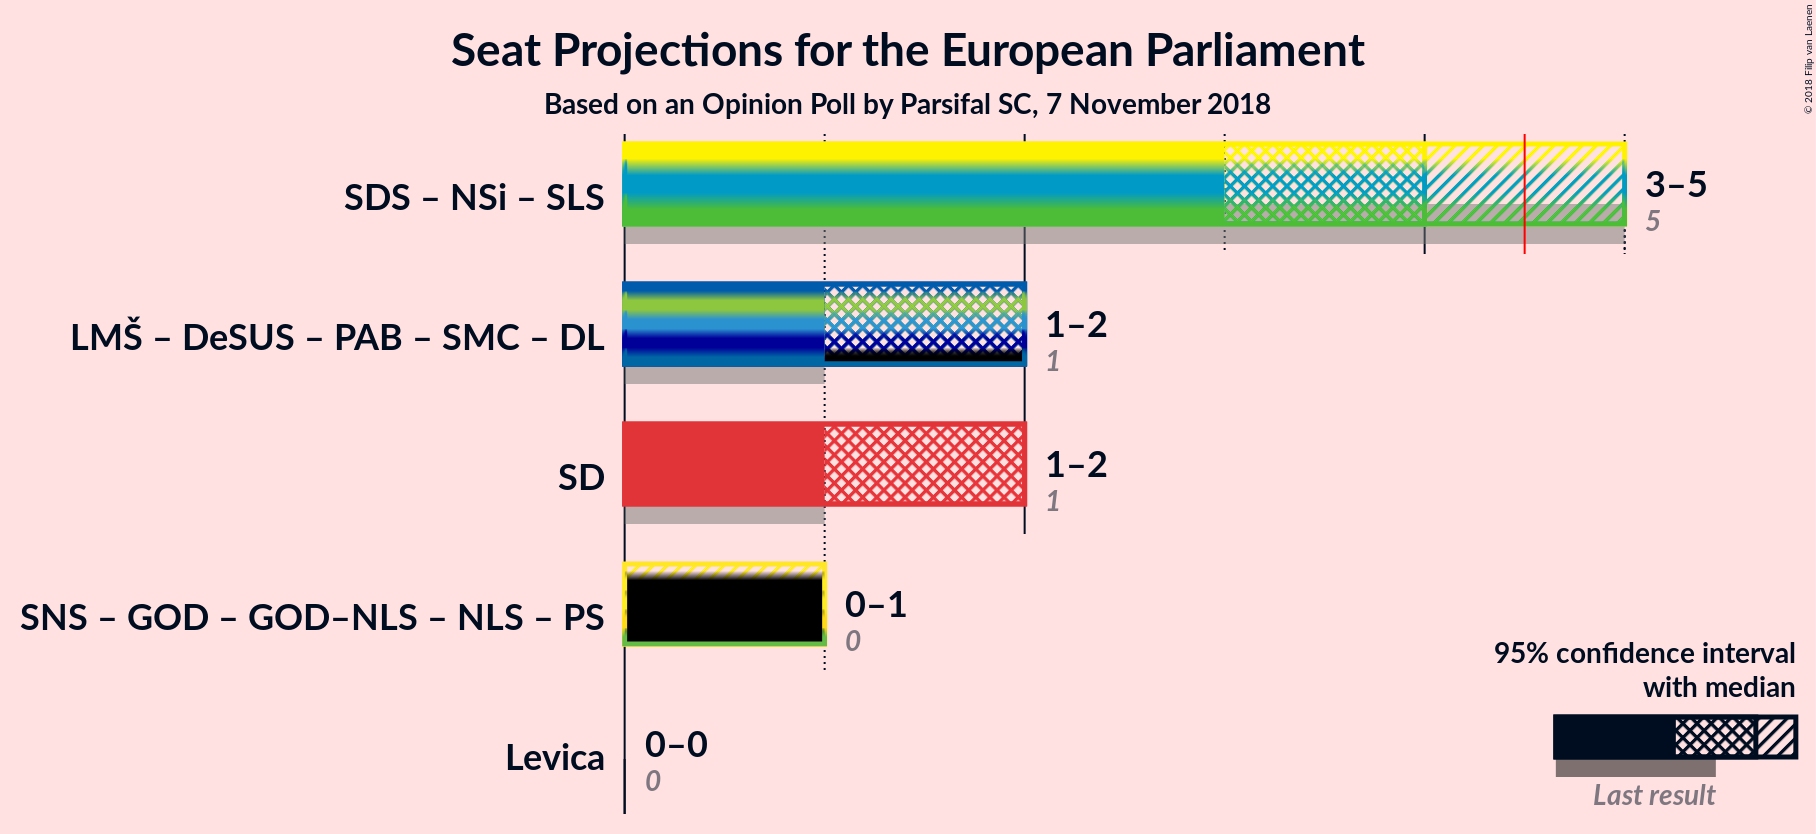 Seat Projections for the European Parliament
Based on an Opinion Poll by Parsifal SC, 7 November 2018
© 2018 Filip van Laenen
SDS – NSi – SLS
3–5
5
LMŠ – DeSUS – PAB – SMC – DL
1–2
1
SD
1–2
1
SNS – GOD – GOD–NLS – NLS – PS
0–1
0
Levica
0–0
0
95% confidence interval
with median
Last result